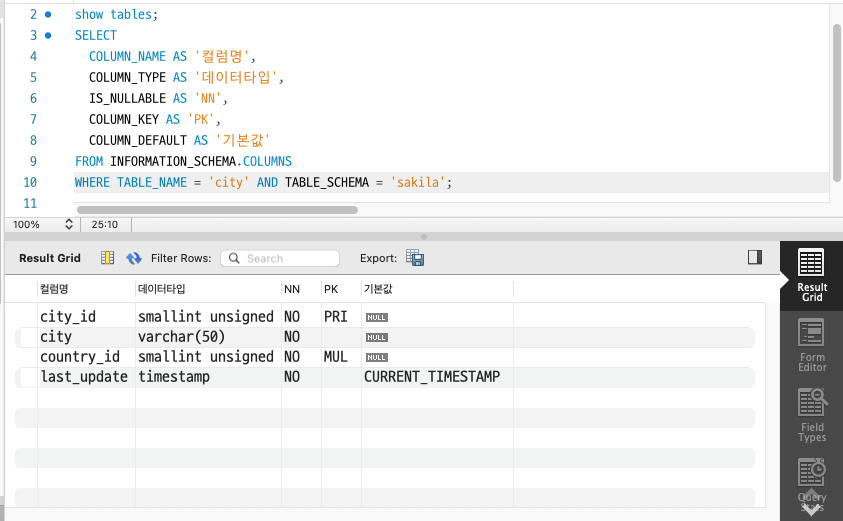 2 show tables;
3 SELECT
4 COLUMN_NAME AS '컬럼명',
5 COLUMN_TYPE AS '데이터타입',
6 IS_NULLABLE AS 'NN',
7 COLUMN_KEY AS 'PK',
8 COLUMN_DEFAULT AS '기본값'
9 FROM INFORMATION_SCHEMA.COLUMNS
10 WHERE TABLE_NAME = 'city' AND TABLE_SCHEMA = 'sakila';
11
100% 25:10
Result Grid Filter Rows: Search Export:
컬럼명 데이터타입 NN PK 기본값
city_id smallint unsigned NO PRI NULL
city varchar(50) NO NULL
country_id smallint unsigned NO MUL NULL
last_update timestamp NO CURRENT_TIMESTAMP
Result
Grid
Form
Editor
Field
Types
Query
Stats